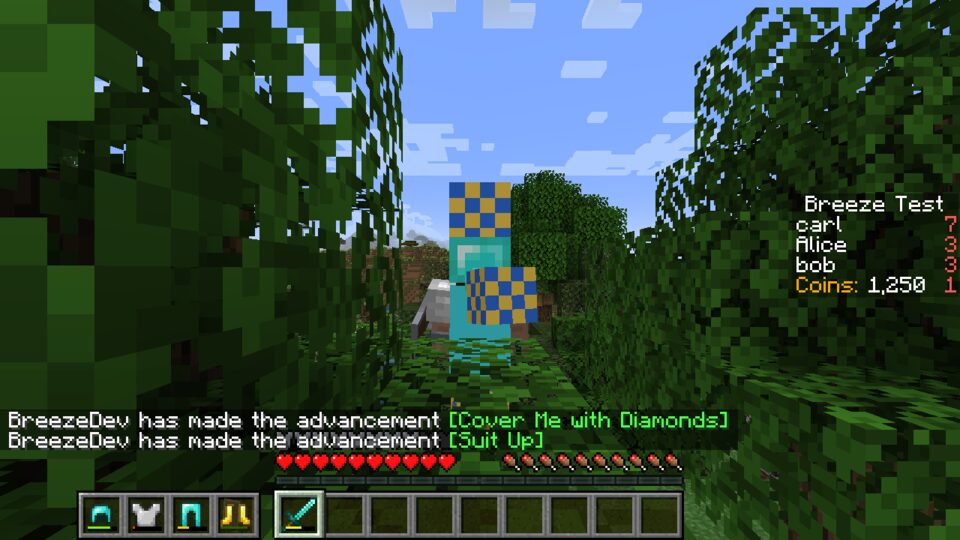 Breeze Test
carl 7
Alice 3
bob 3
Coins: 1,250 1
BreezeDev has made the advancement [Cover Me with Diamonds]
BreezeDev has made the advancement [Suit Up]